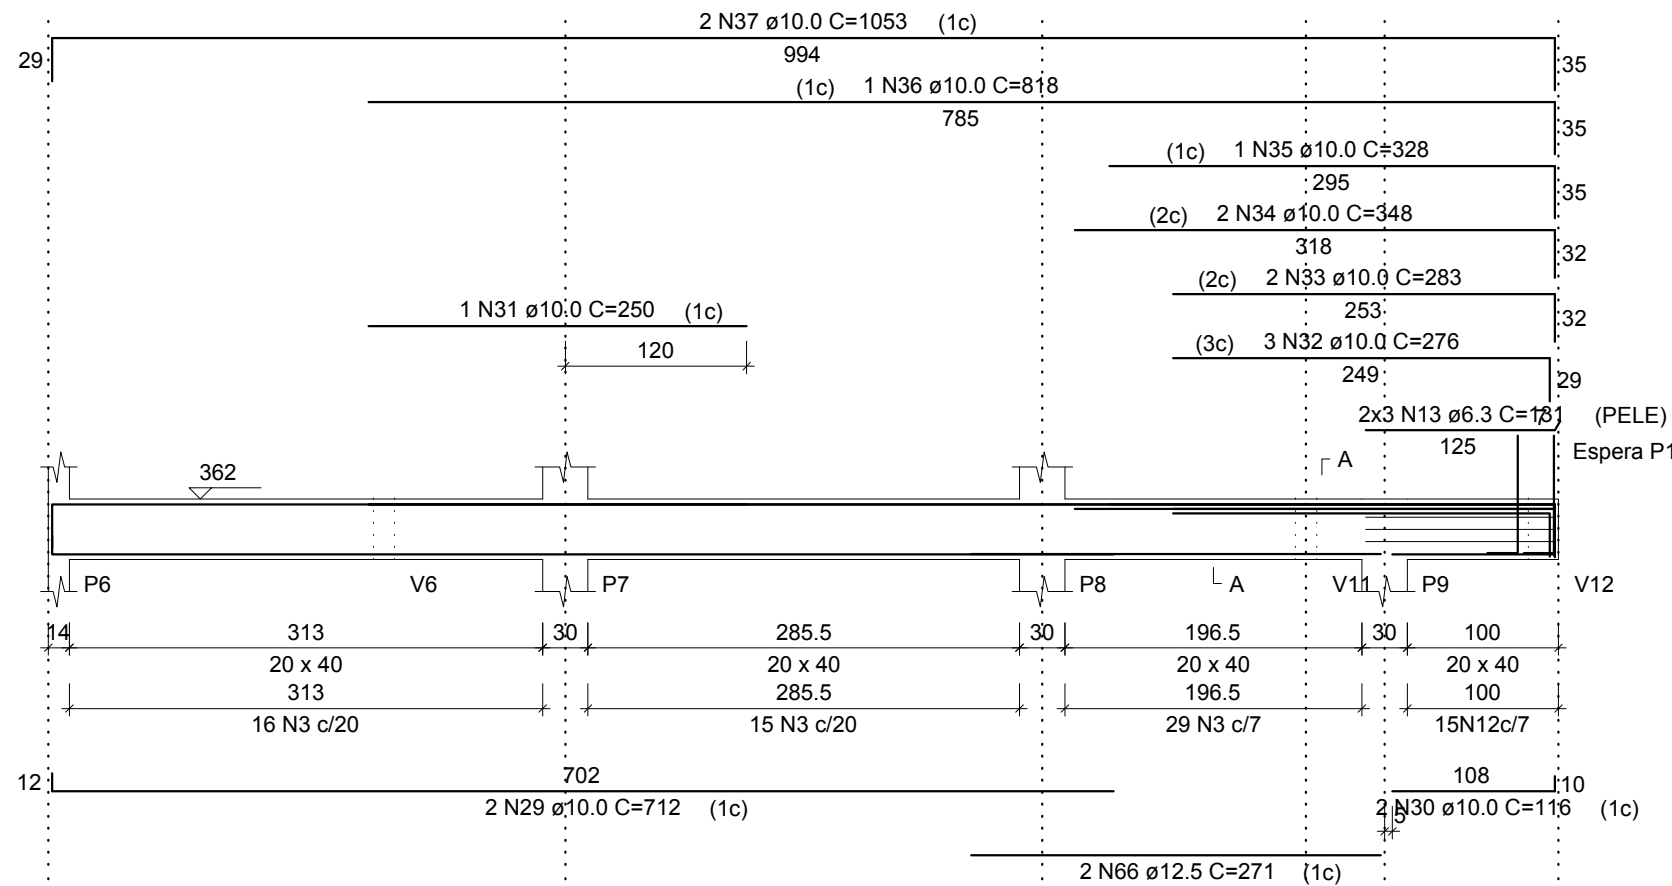 2 N37 ø10.0 C=1053 (1c)
29
994
35
(1c) 1 N36 ø10.0 C=818
785
35
(1c) 1 N35 ø10.0 C=328
295
35
(2c) 2 N34 ø10.0 C=348
318
32
(2c) 2 N33 ø10.0 C=283
253
32
1 N31 ø10.0 C=250 (1c)
120
(3c) 3 N32 ø10.0 C=276
249
29
2x3 N13 ø6.3 C=131 (PELE)
7
125
Espera P1
A
362
P6 V6 P7 P8 A V11 P9 V12
14 313 30 285.5 30 196.5 30 100
20 x 40 20 x 40 20 x 40 20 x 40
313 285.5 196.5 100
16 N3 c/20 15 N3 c/20 29 N3 c/7 15N12c/7
12 702 108 10
2 N29 ø10.0 C=712 (1c) 2 N30 ø10.0 C=116 (1c)
5
2 N66 ø12.5 C=271 (1c)